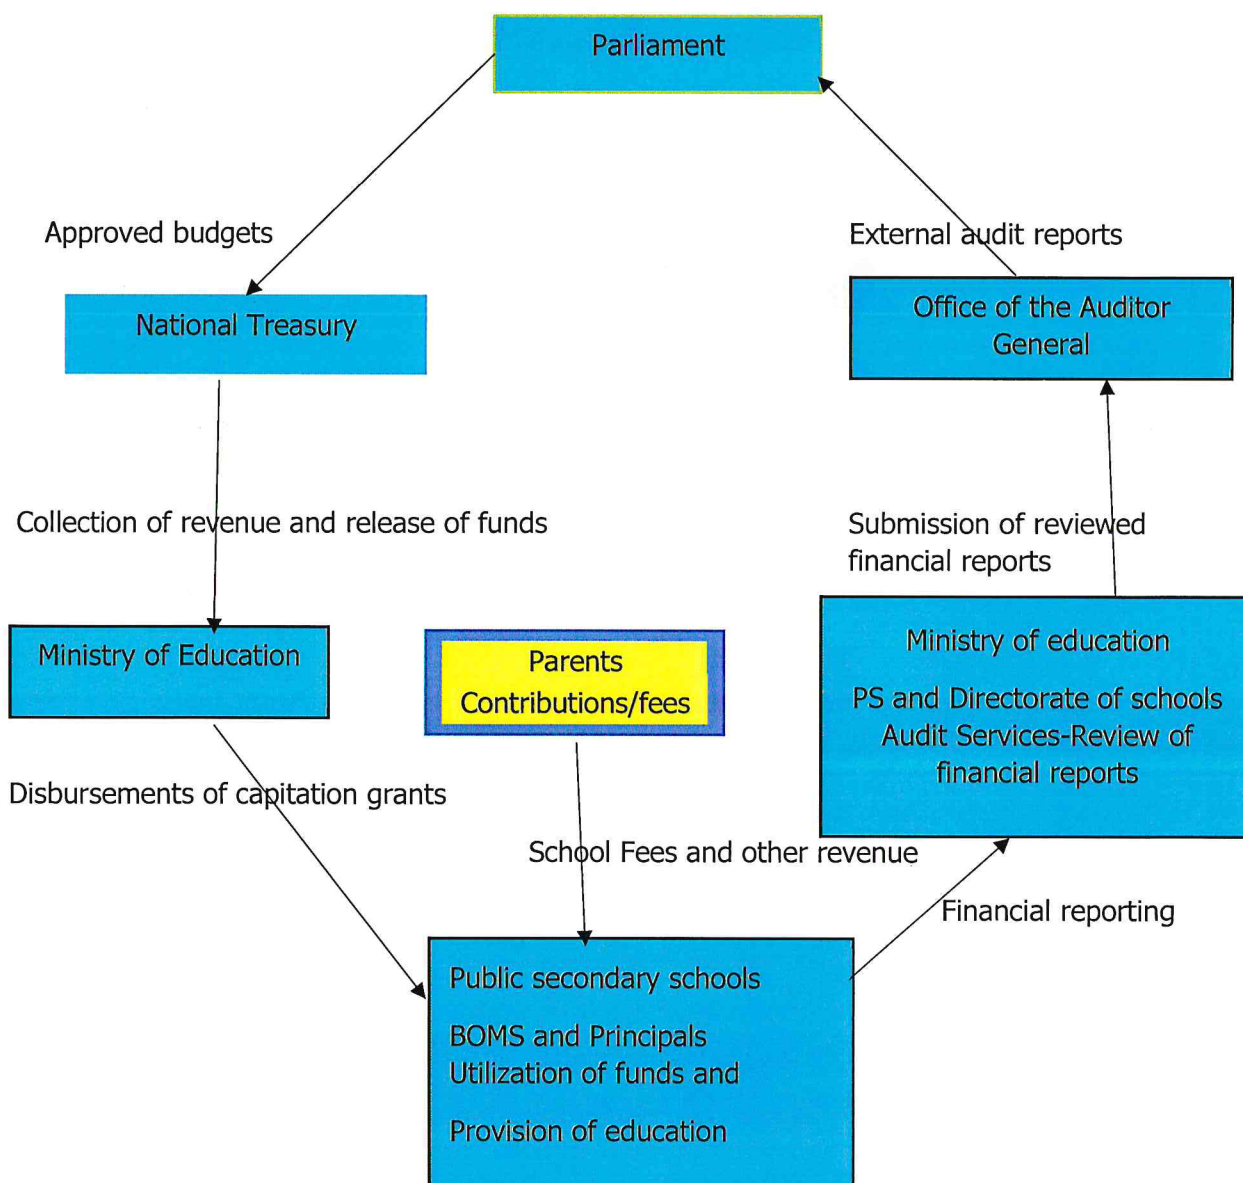 Parliament
Approved budgets
External audit reports
National Treasury
Office of the Auditor
General
Collection of revenue and release of funds
Submission of reviewed
financial reports
Ministry of Education
Parents
Contributions/fees
Ministry of education
PS and Directorate of schools
Audit Services-Review of
financial reports
Disbursements of capitation grants
School Fees and other revenue
Financial reporting
Public secondary schools
BOMS and Principals
Utilization of funds and
Provision of education